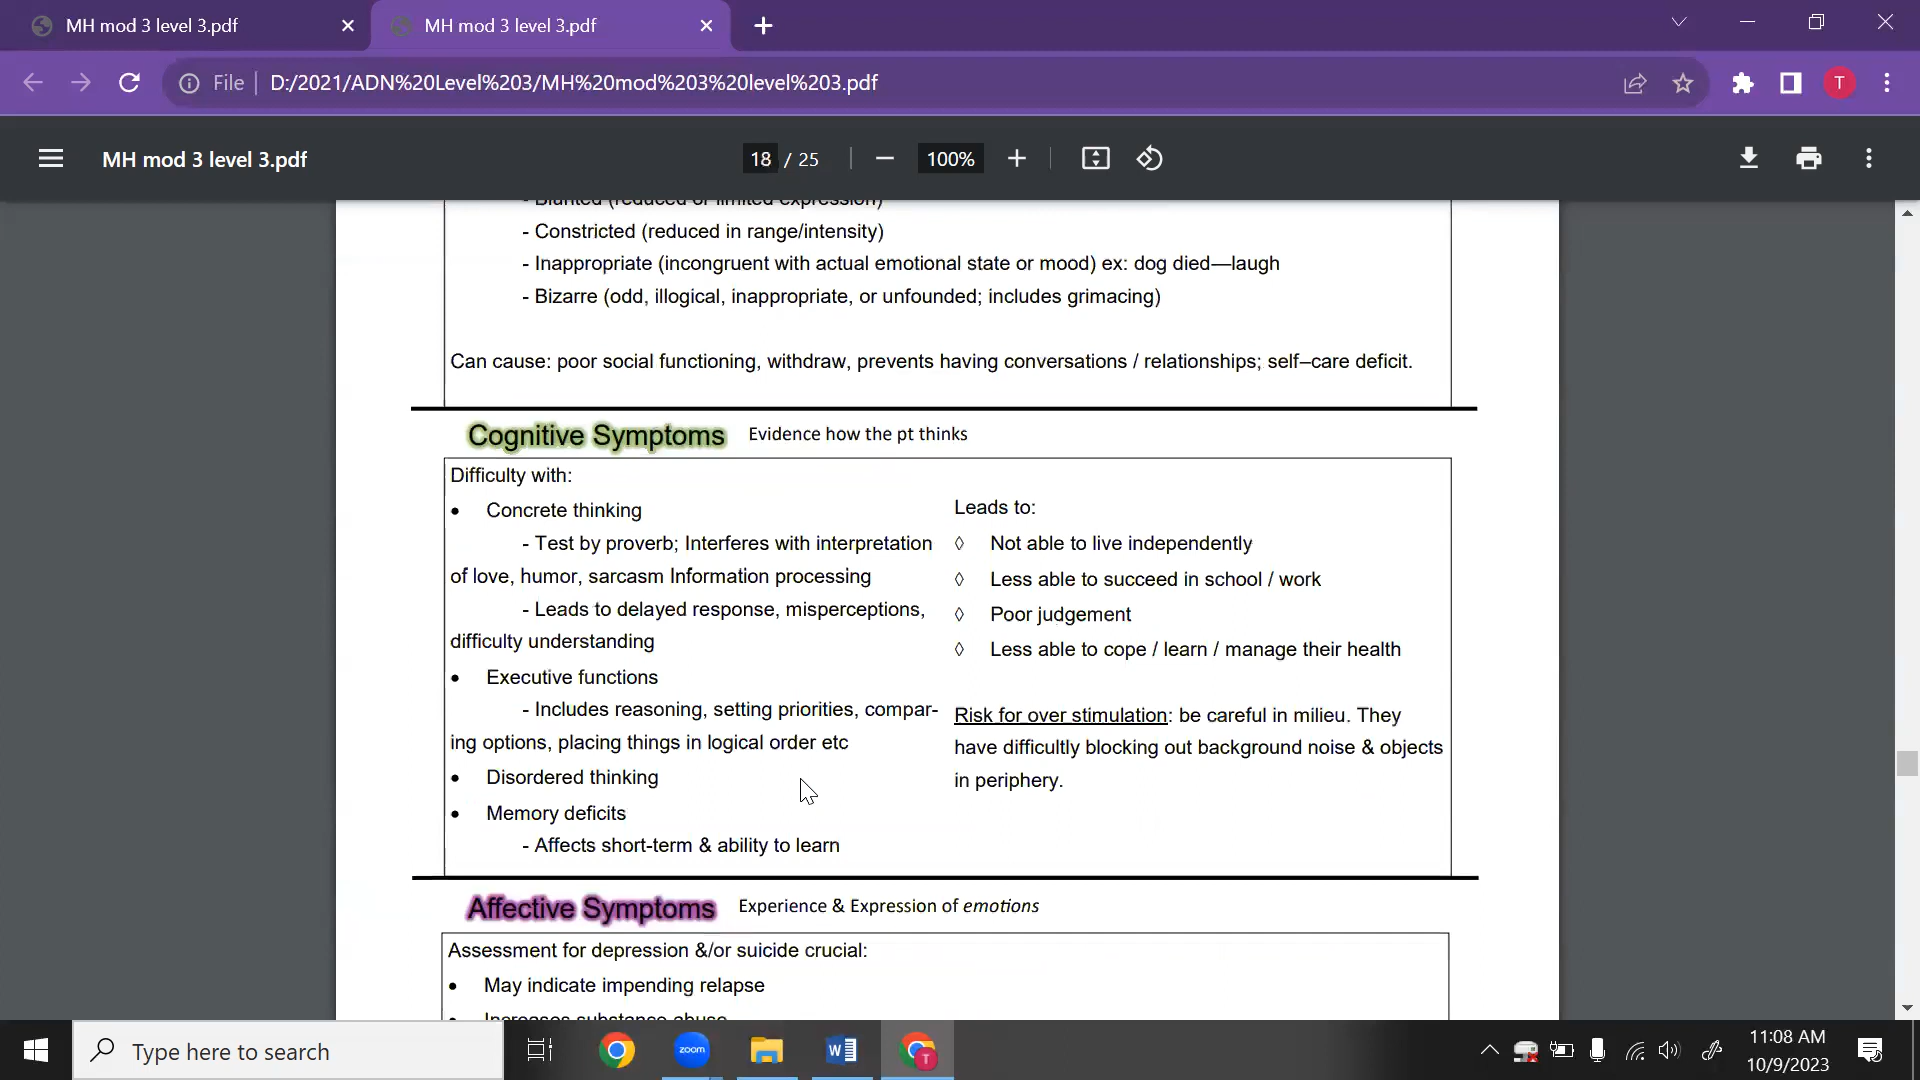 MH mod 3 level 3.pdf
MH mod 3 level 3.pdf
File
D:/2021/ADN%20Level%203/MH%20mod%203%20level%203.pdf
T
MH mod 3 level 3.pdf
18 / 25
100%
- Blunted (reduced or limited expression)
- Constricted (reduced in range/intensity)
- Inappropriate (incongruent with actual emotional state or mood) ex: dog died—laugh
- Bizarre (odd, illogical, inappropriate, or unfounded; includes grimacing)
Can cause: poor social functioning, withdraw, prevents having conversations / relationships; self–care deficit.
Cognitive Symptoms Evidence how the pt thinks
Difficulty with:
• Concrete thinking
- Test by proverb; Interferes with interpretation
of love, humor, sarcasm Information processing
- Leads to delayed response, misperceptions,
difficulty understanding
• Executive functions
- Includes reasoning, setting priorities, compar-
ing options, placing things in logical order etc
• Disordered thinking
• Memory deficits
- Affects short-term & ability to learn
Leads to:
◊ Not able to live independently
◊ Less able to succeed in school / work
◊ Poor judgement
◊ Less able to cope / learn / manage their health
Risk for over stimulation: be careful in milieu. They
have difficultly blocking out background noise & objects
in periphery.
Affective Symptoms Experience & Expression of emotions
Assessment for depression &/or suicide crucial:
• May indicate impending relapse
• Increases substance abuse
Type here to search
zoom
W
T
11:08 AM
10/9/2023